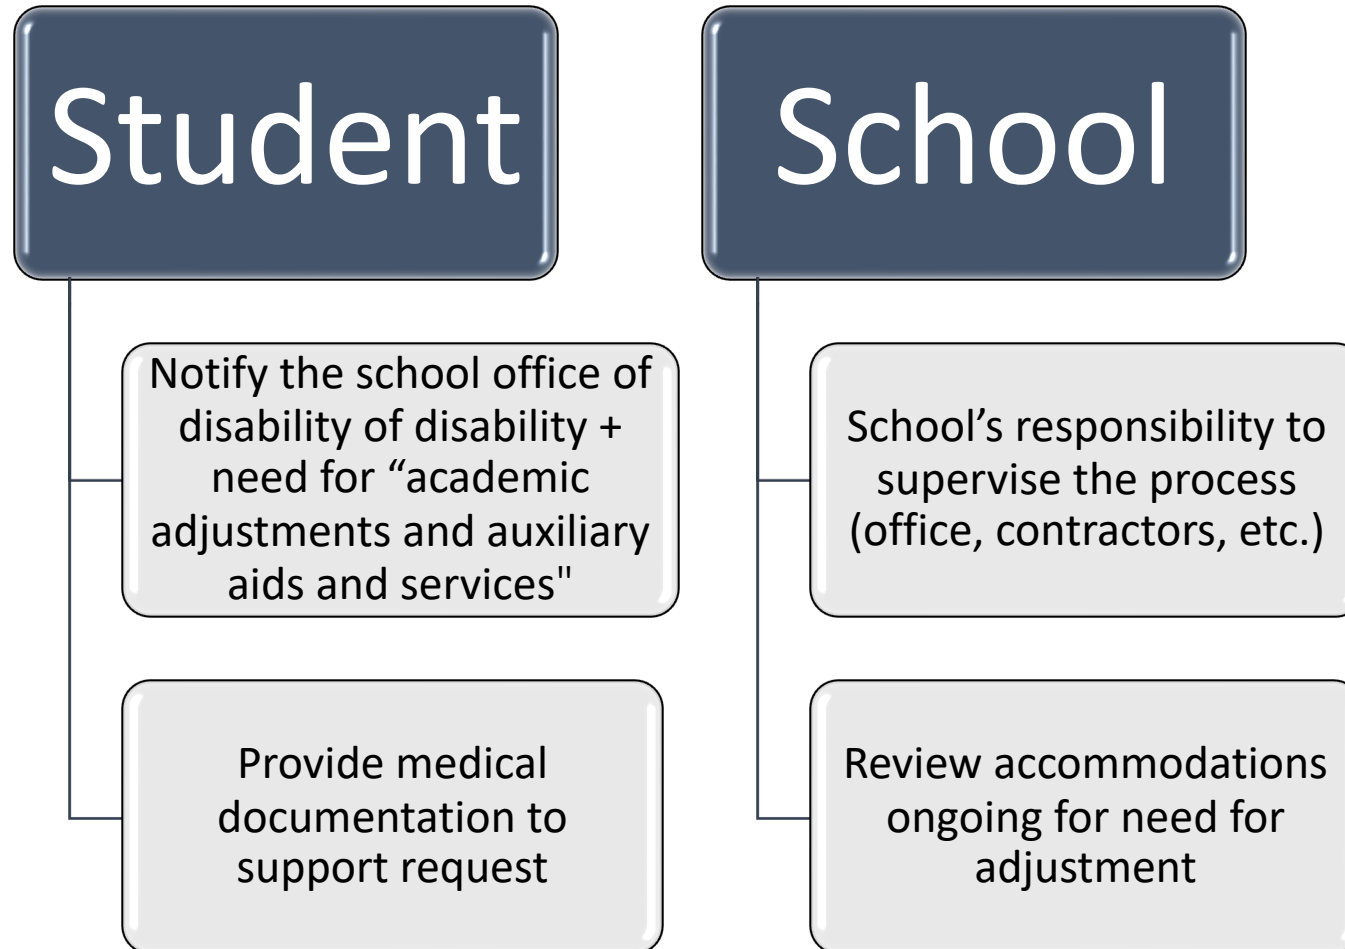 Student
Notify the school office of
disability of disability +
need for “academic
adjustments and auxiliary
aids and services"
Provide medical
documentation to
support request
School
School’s responsibility to
supervise the process
(office, contractors, etc.)
Review accommodations
ongoing for need for
adjustment